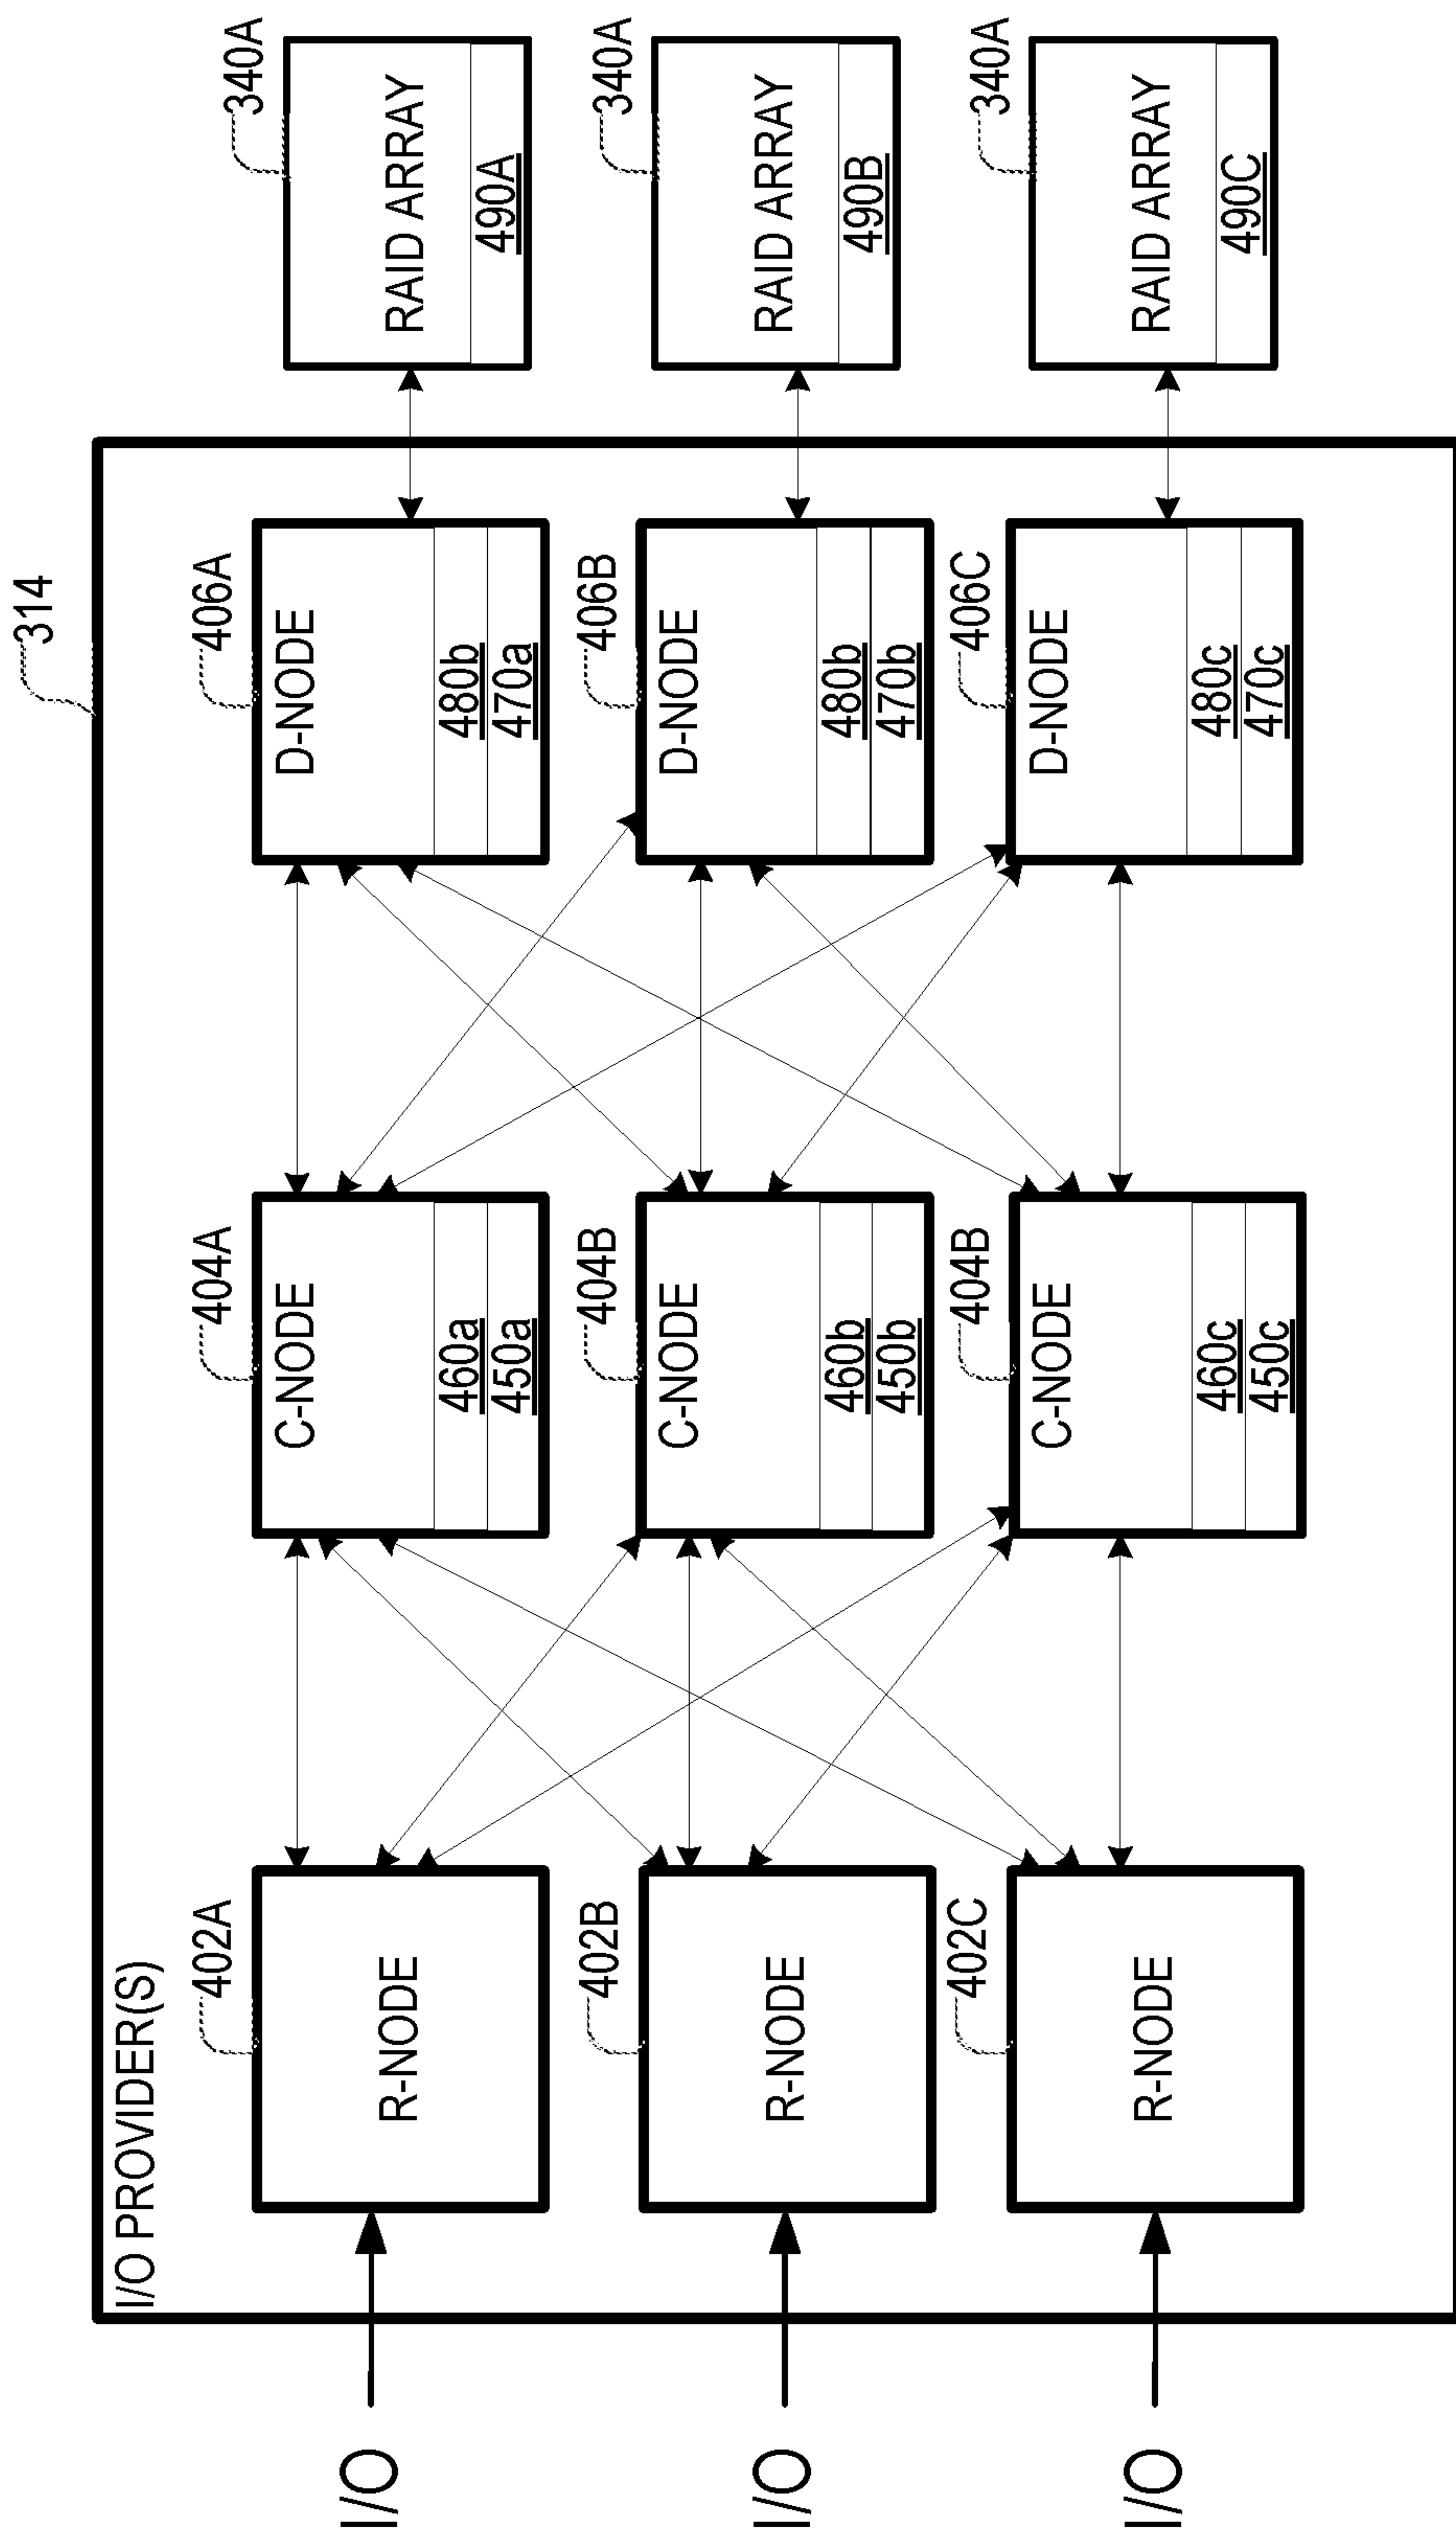 314
I/O PROVIDER(S)
402A
404A
406A
340A
I/O
R-NODE
C-NODE
460a
450a
D-NODE
480b
470a
RAID ARRAY
490A
402B
404B
406B
340A
I/O
R-NODE
C-NODE
460b
450b
D-NODE
480b
470b
RAID ARRAY
490B
402C
404B
406C
340A
I/O
R-NODE
C-NODE
460c
450c
D-NODE
480c
470c
RAID ARRAY
490C